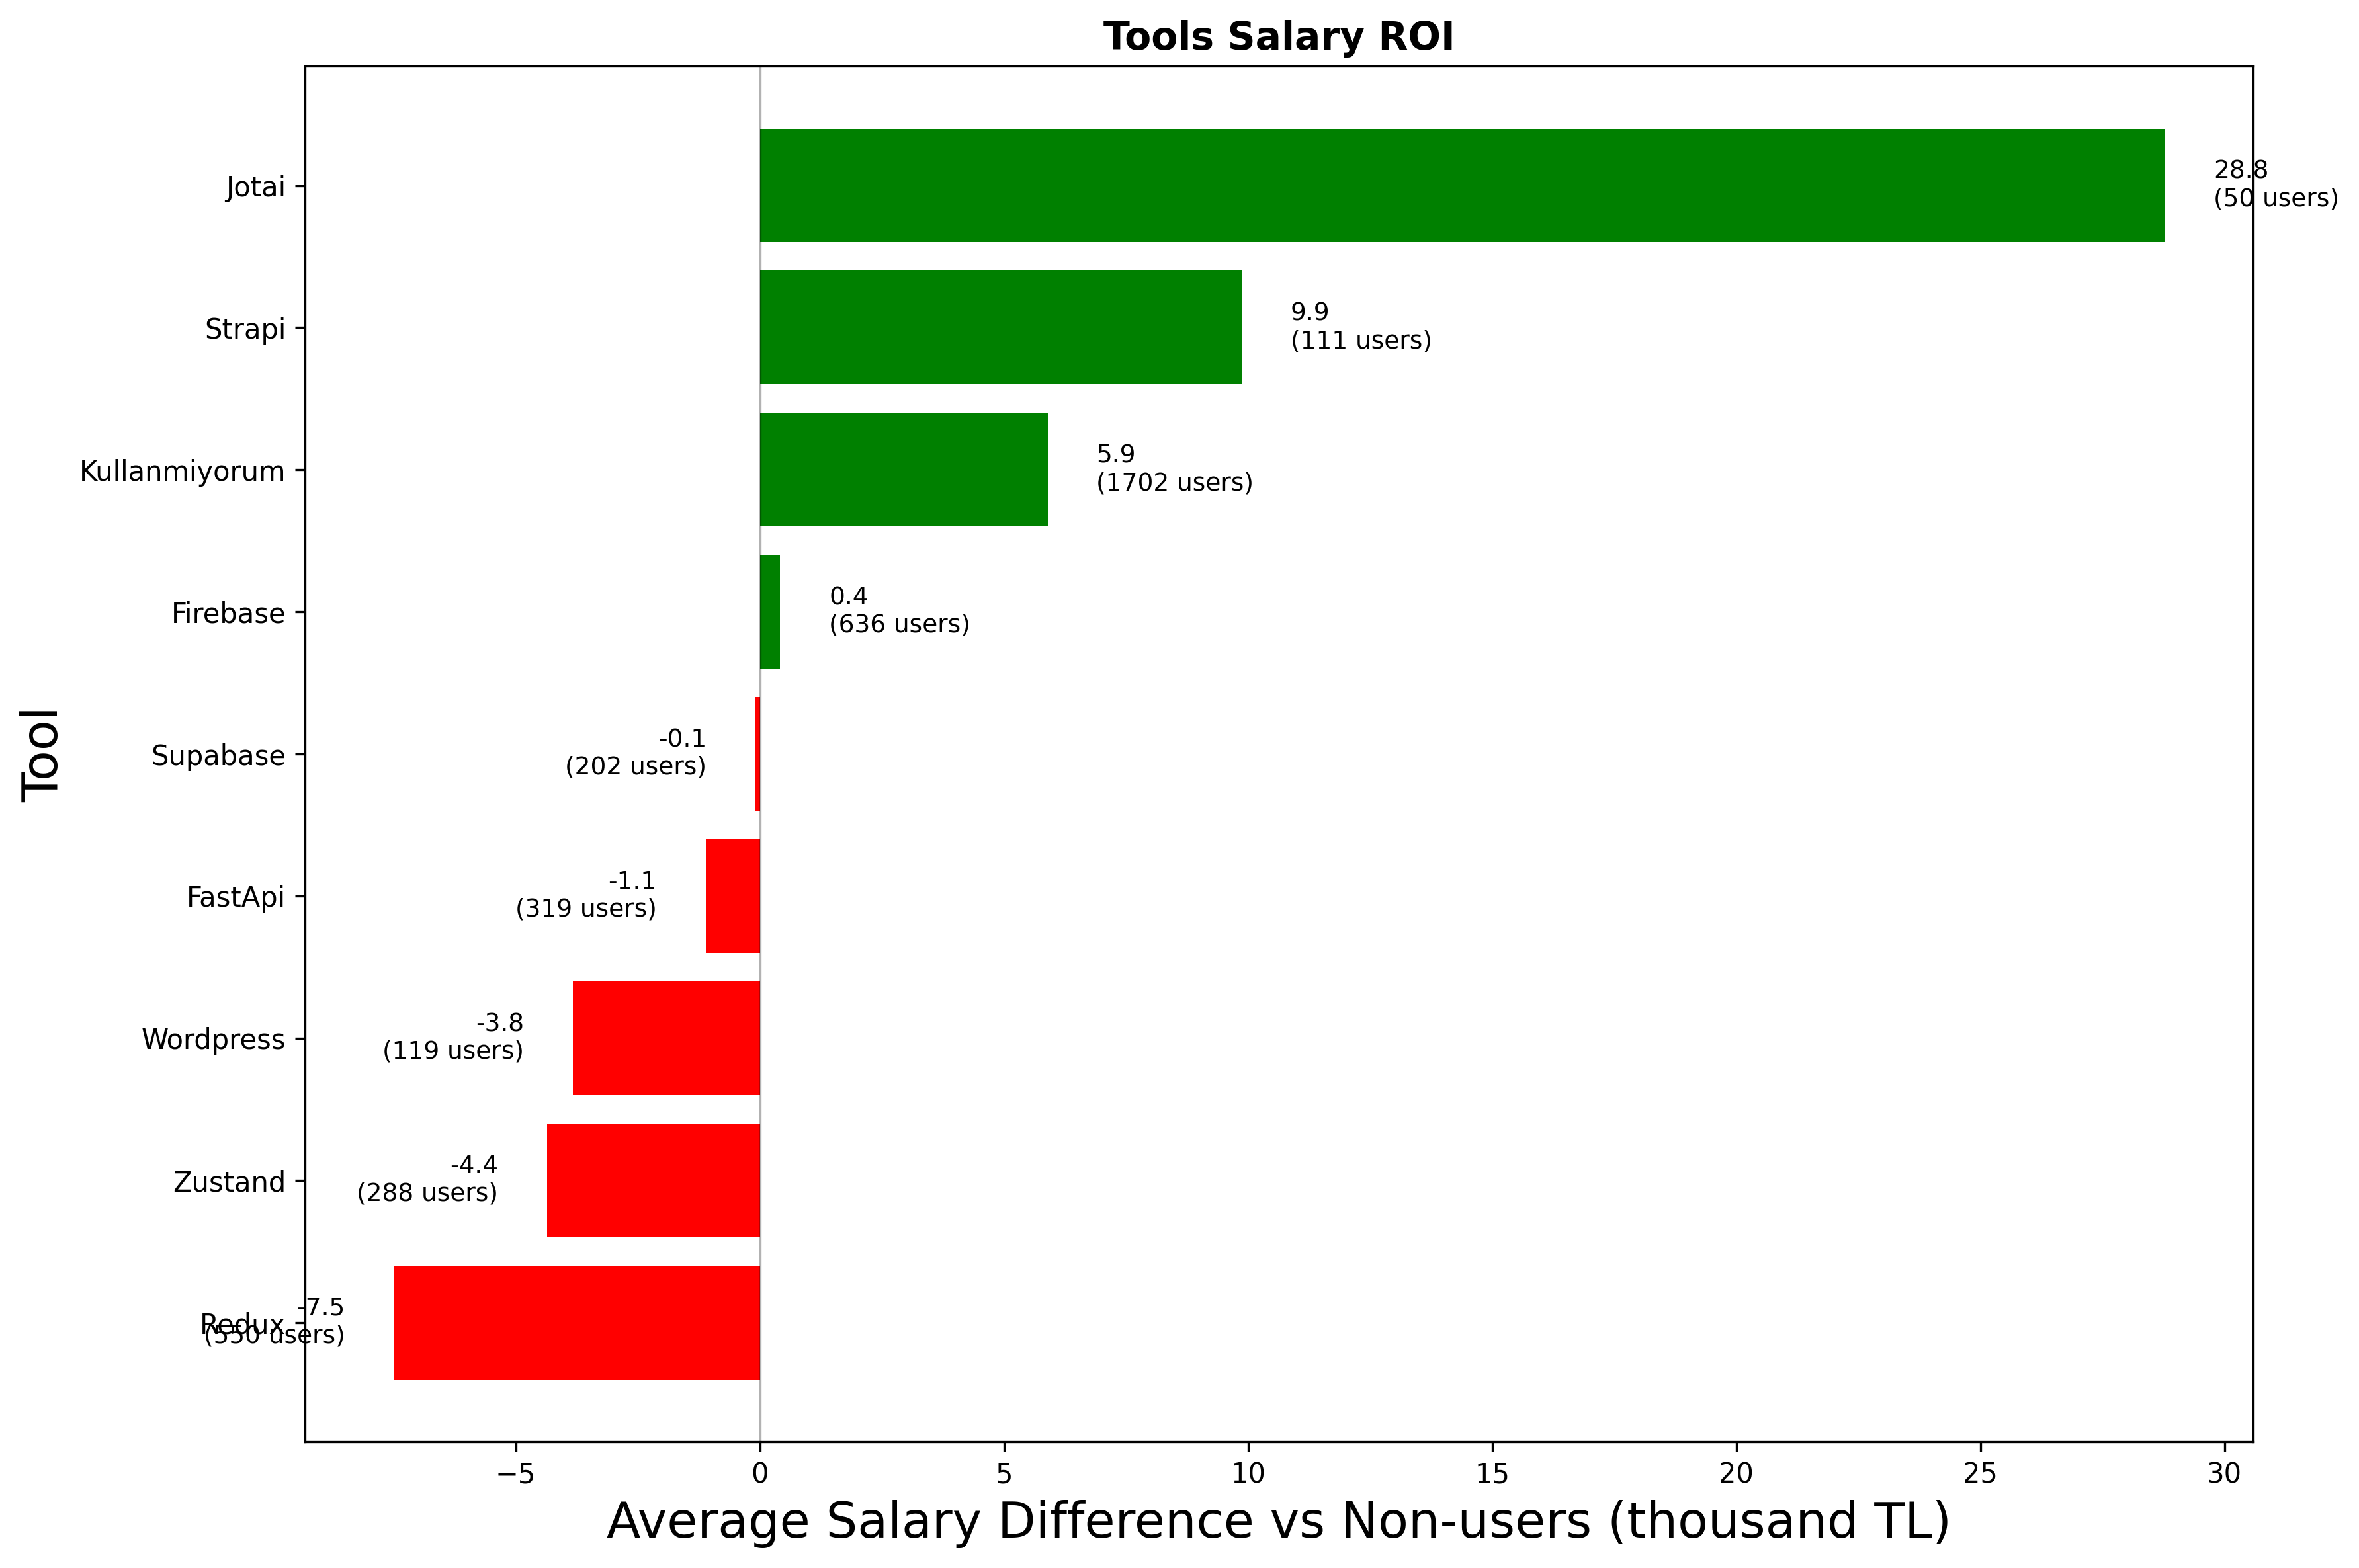 Tools Salary ROI
Jotai
28.8
(50 users)
Strapi
9.9
(111 users)
Kullanmiyorum
5.9
(1702 users)
Firebase
0.4
(636 users)
Supabase
-0.1
(202 users)
FastApi
-1.1
(319 users)
Wordpress
-3.8
(119 users)
Zustand
-4.4
(288 users)
Redux
-7.5
(550 users)
Tool
−5 0 5 10 15 20 25 30
Average Salary Difference vs Non-users (thousand TL)